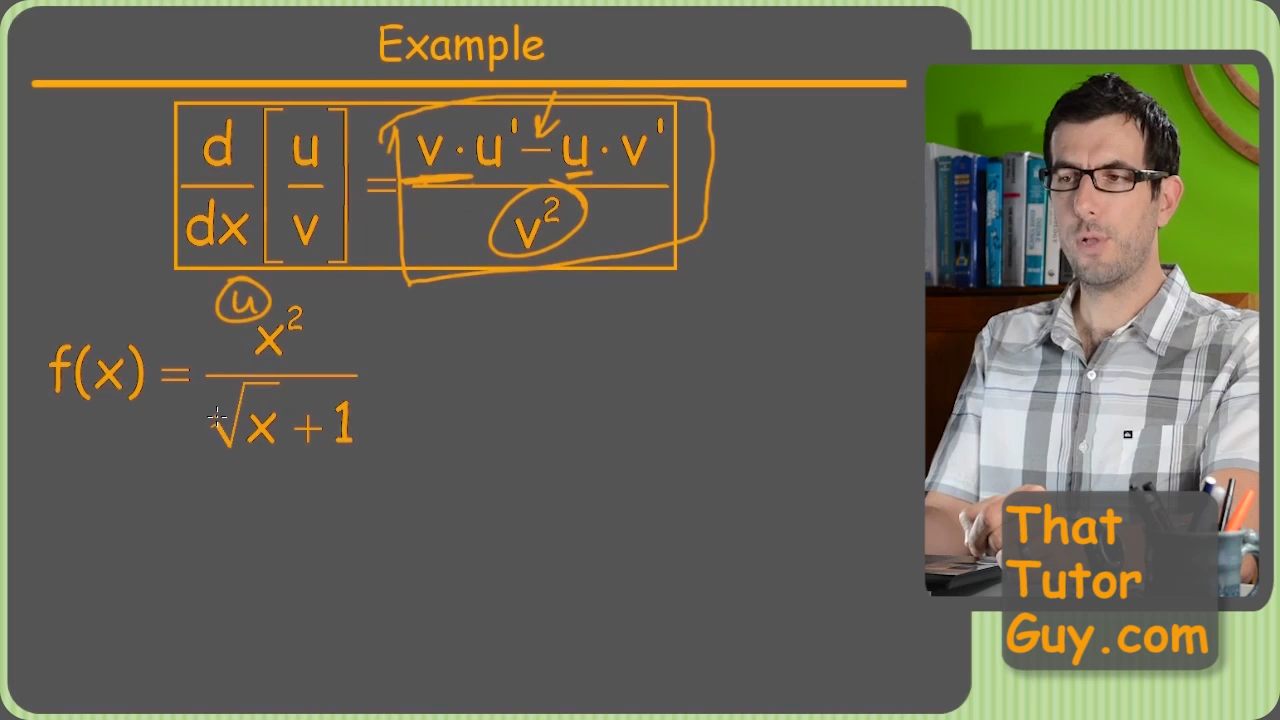 Example
d/dx [u/v] = (v · u' − u · v')/v²
u
f(x) = x²/(√x + 1)
That
Tutor
Guy.com